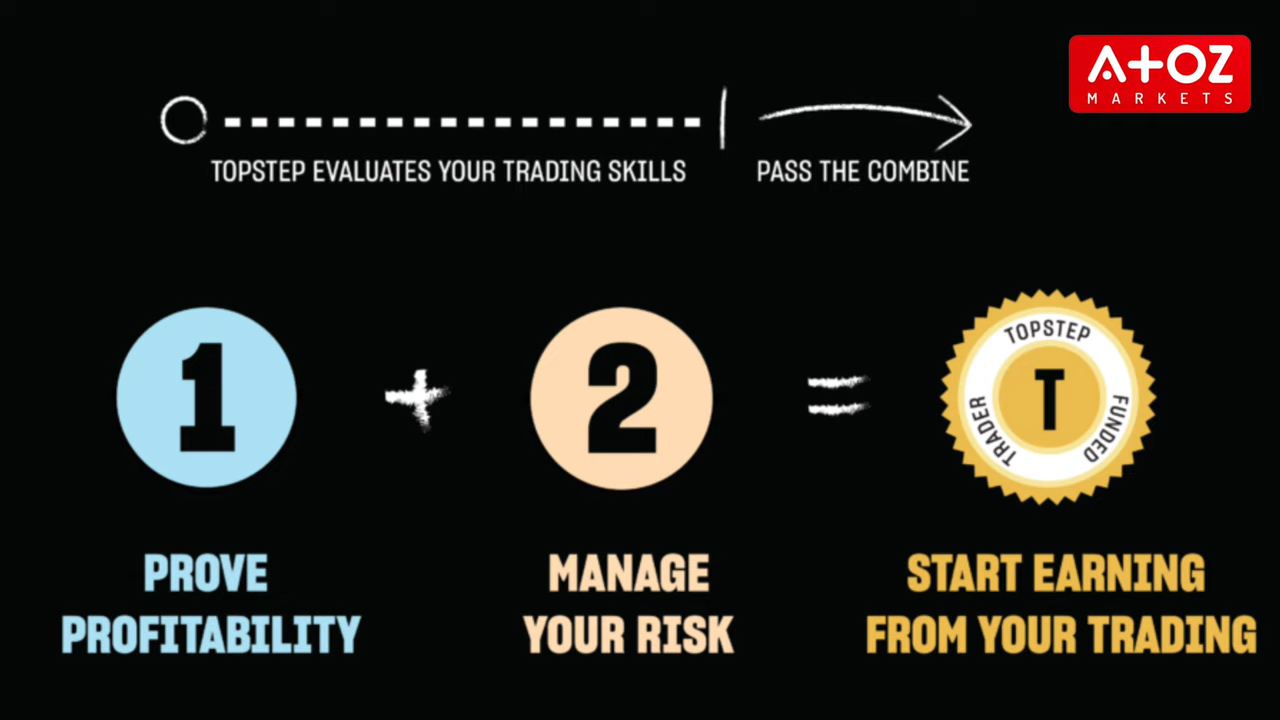 A+OZ
MARKETS
TOPSTEP EVALUATES YOUR TRADING SKILLS
PASS THE COMBINE
1
+
2
=
TOPSTEP
FUNDED
TRADER
T
PROVE
PROFITABILITY
MANAGE
YOUR RISK
START EARNING
FROM YOUR TRADING